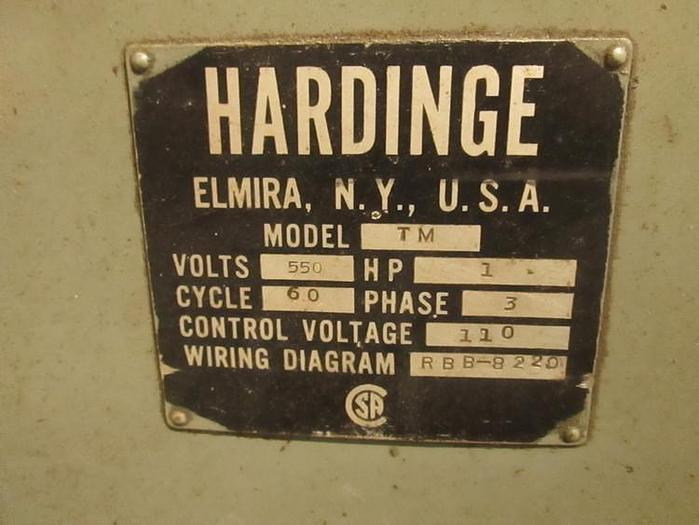 HARDINGE
ELMIRA, N.Y., U.S.A.
MODEL TM
VOLTS 550 HP 1
CYCLE 60 PHASE 3
CONTROL VOLTAGE 110
WIRING DIAGRAM RBB-8220
CSA